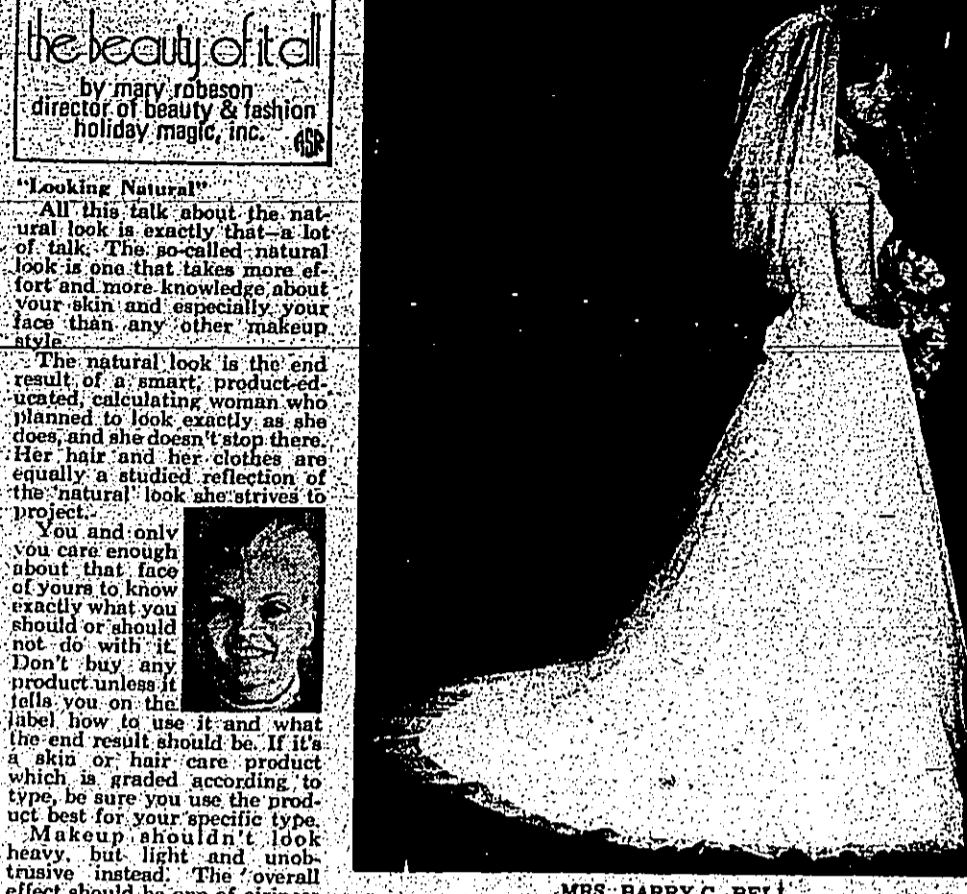 the beauty of it all
by mary robeson
director of beauty & fashion
holiday magic, inc.
ASR
"Looking Natural"
All this talk about the nat-
ural look is exactly that—a lot
of talk. The so-called natural
look is one that takes more ef-
fort and more knowledge about
your skin and especially your
face than any other makeup
style.
The natural look is the end
result of a smart, product-ed-
ucated, calculating woman who
planned to look exactly as she
does, and she doesn't stop there.
Her hair and her clothes are
equally a studied reflection of
the 'natural' look she strives to
project.
You and only
you care enough
about that face
of yours to know
exactly what you
should or should
not do with it.
Don't buy any
product unless it
tells you on the
label how to use it and what
the end result should be. If it's
a skin or hair care product
which is graded according to
type, be sure you use the prod-
uct best for your specific type.
Makeup shouldn't look
heavy, but light and unob-
trusive instead. The overall
effect should be one of
MRS. BARRY C. BELL